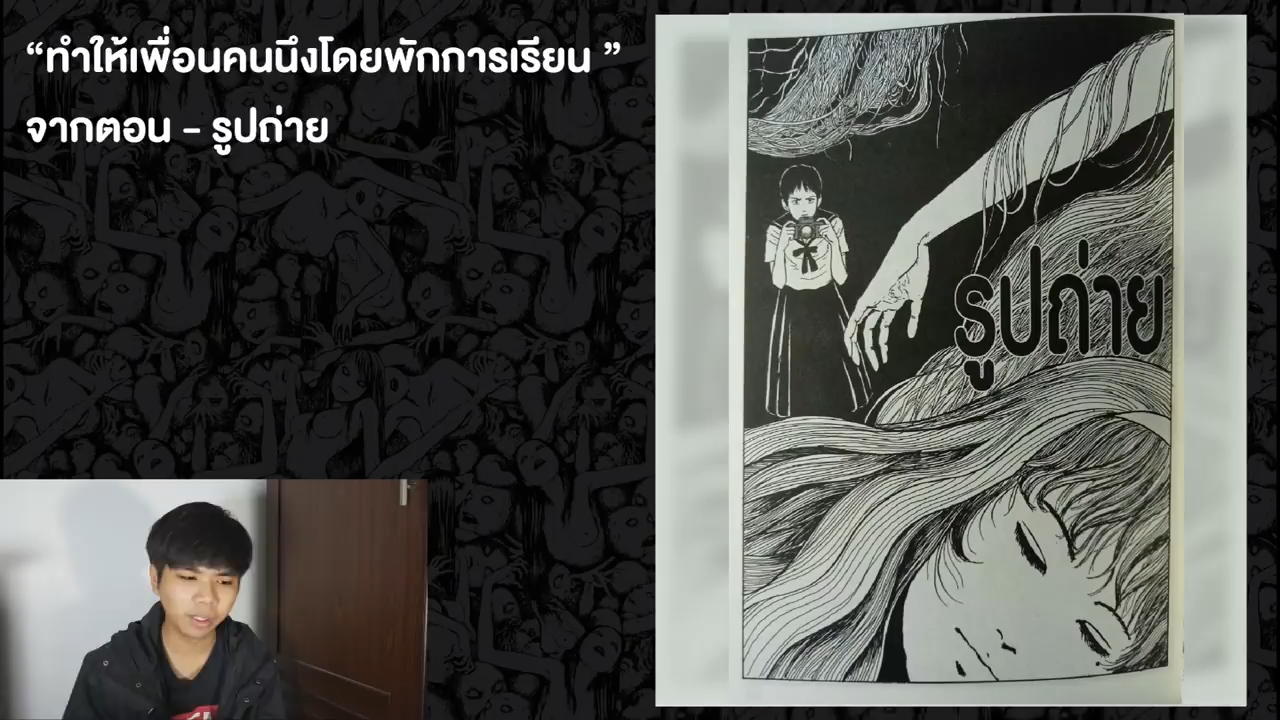 “ทำให้เพื่อนคนนึงโดยพักการเรียน ”
จากตอน - รูปถ่าย
รูปถ่าย